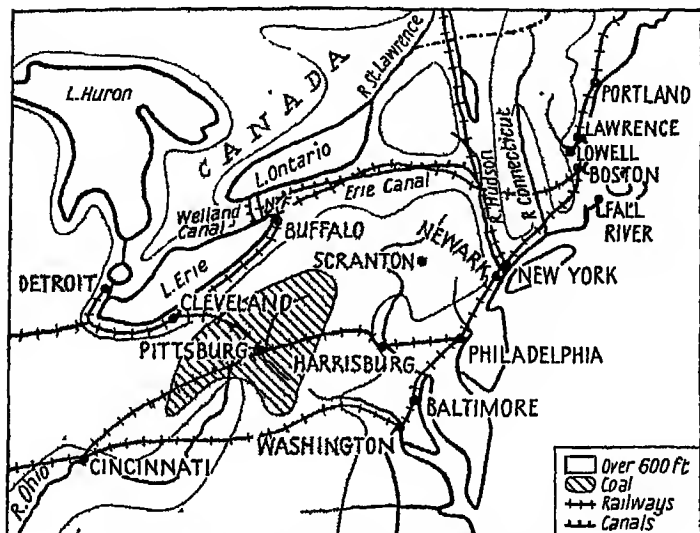 L. Huron
CANADA
R St. Lawrence
PORTLAND
LAWRENCE
LOWELL
BOSTON
L. Ontario
R. Hudson
R Connecticut
Erie Canal
Welland
Canal
N.F.
BUFFALO
FALL
RIVER
NEWARK
SCRANTON
NEW YORK
DETROIT
L. Erie
CLEVELAND
PITTSBURG
HARRISBURG
PHILADELPHIA
BALTIMORE
WASHINGTON
CINCINNATI
R. Ohio
Over 600 ft
Coal
Railways
Canals